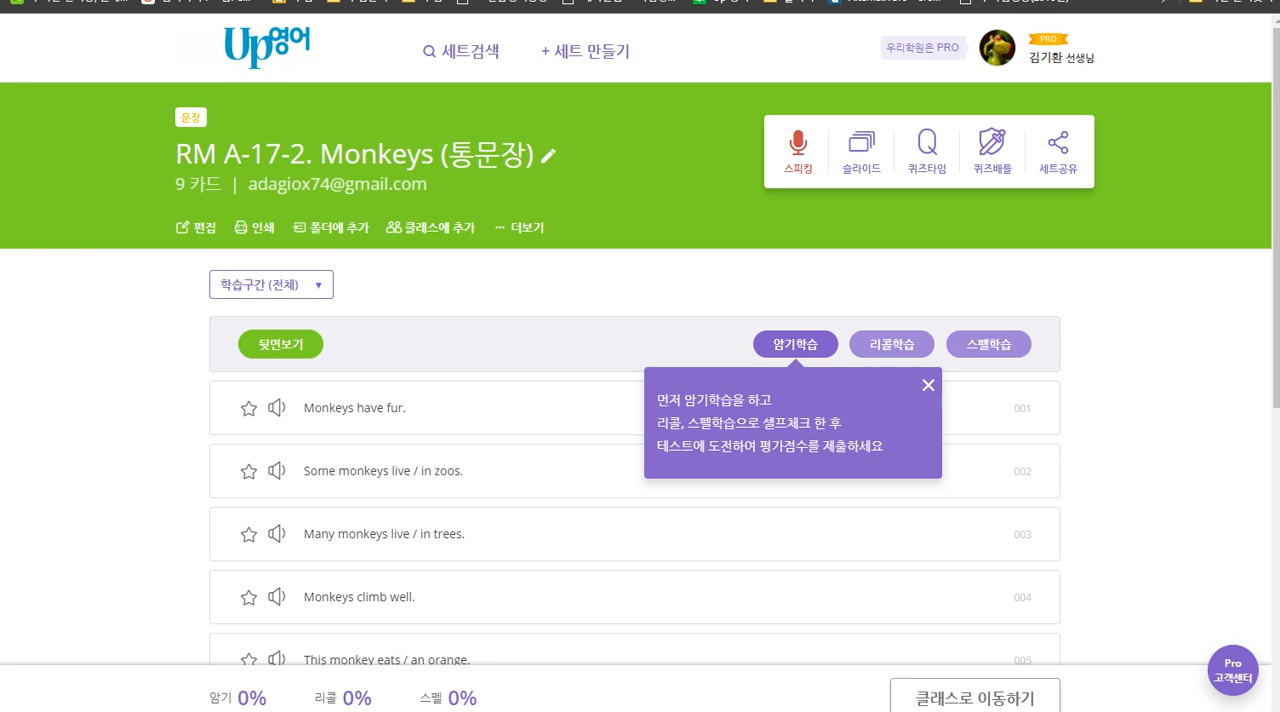 Up영어
세트검색
+ 세트 만들기
우리학원은 PRO
PRO
김기환 선생님
문장
RM A-17-2. Monkeys (통문장)
9 카드 | adagiox74@gmail.com
편집
인쇄
폴더에 추가
클래스에 추가
··· 더보기
스피킹
슬라이드
퀴즈타임
퀴즈배틀
세트공유
학습구간 (전체) ▼
뒷면보기
암기학습
리콜학습
스펠학습
먼저 암기학습을 하고
리콜, 스펠학습으로 셀프체크 한 후
테스트에 도전하여 평가점수를 제출하세요
Monkeys have fur.
001
Some monkeys live / in zoos.
002
Many monkeys live / in trees.
003
Monkeys climb well.
004
This monkey eats / an orange.
005
암기 0%
리콜 0%
스펠 0%
클래스로 이동하기
Pro
고객센터